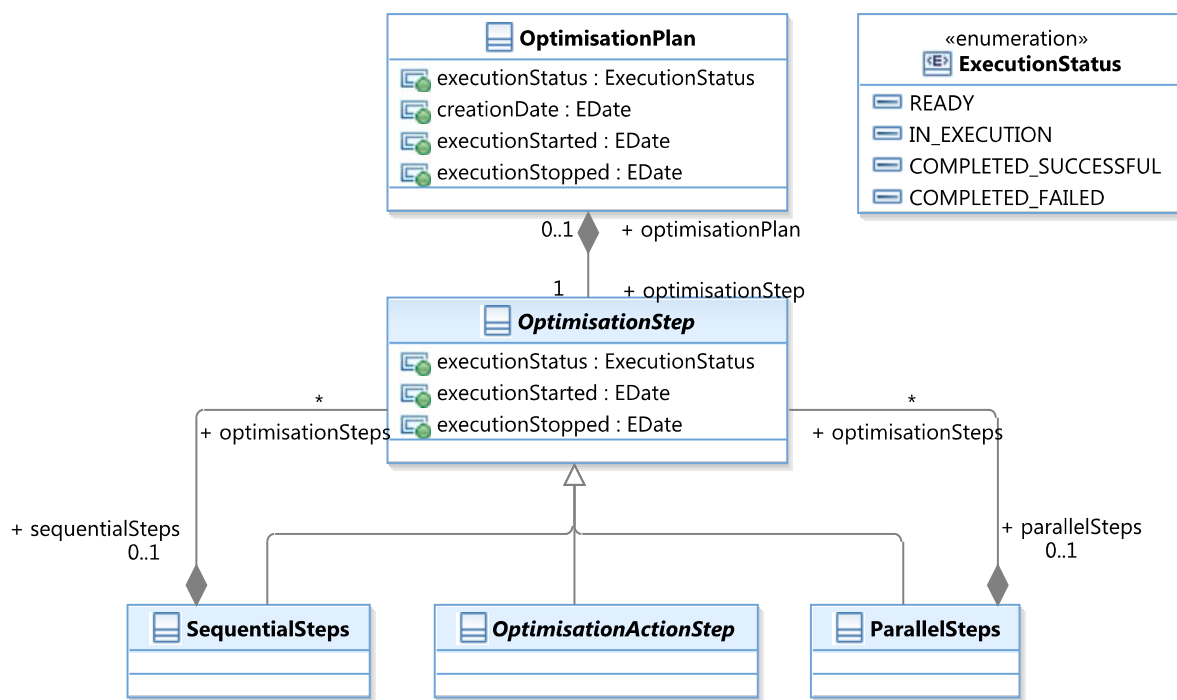 OptimisationPlan
executionStatus : ExecutionStatus
creationDate : EDate
executionStarted : EDate
executionStopped : EDate
«enumeration»
<E> ExecutionStatus
READY
IN_EXECUTION
COMPLETED_SUCCESSFUL
COMPLETED_FAILED
0..1 + optimisationPlan
1 + optimisationStep
OptimisationStep
executionStatus : ExecutionStatus
executionStarted : EDate
executionStopped : EDate
*
+ optimisationSteps
*
+ optimisationSteps
+ sequentialSteps
0..1
+ parallelSteps
0..1
SequentialSteps
OptimisationActionStep
ParallelSteps